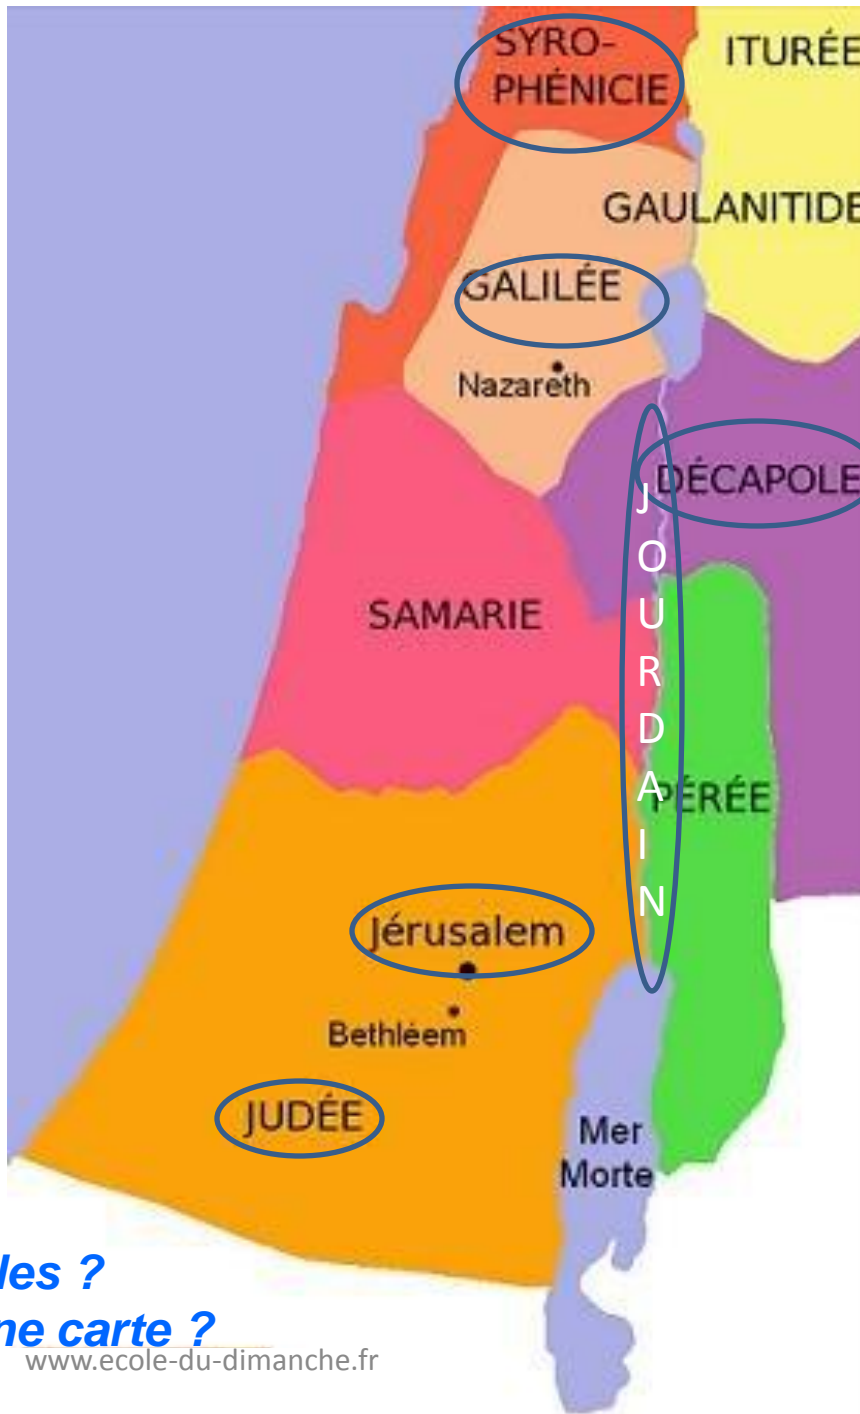 SYRO-
PHÉNICIE
ITURÉE
GAULANITIDE
GALILÉE
Nazareth
DÉCAPOLE
JOURDAIN
SAMARIE
PÉRÉE
Jérusalem
Bethléem
JUDÉE
Mer
Morte
les ?
ne carte ?
www.ecole-du-dimanche.fr